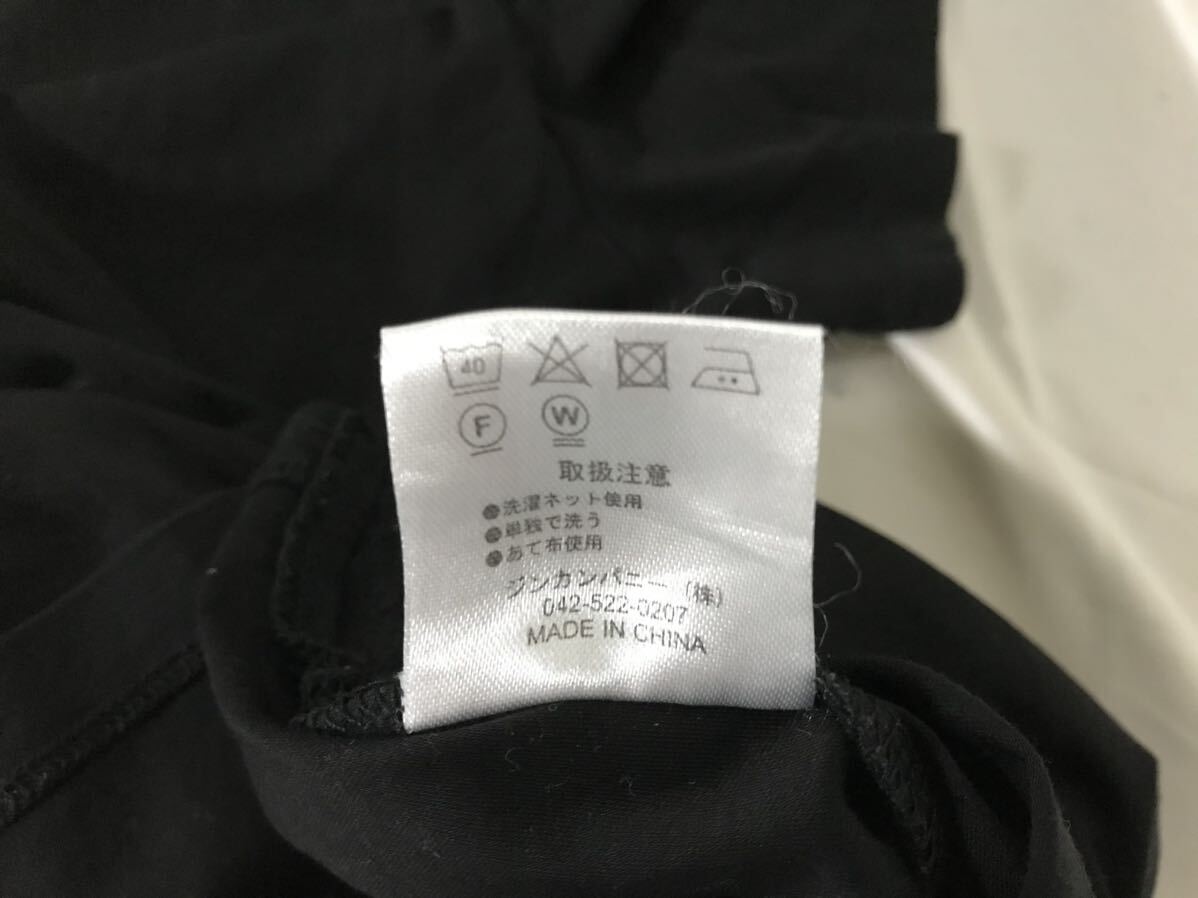 40
F W
取扱注意
●洗濯ネット使用
●単独で洗う
●あて布使用
ジンカンパニー(株)
042-522-0207
MADE IN CHINA